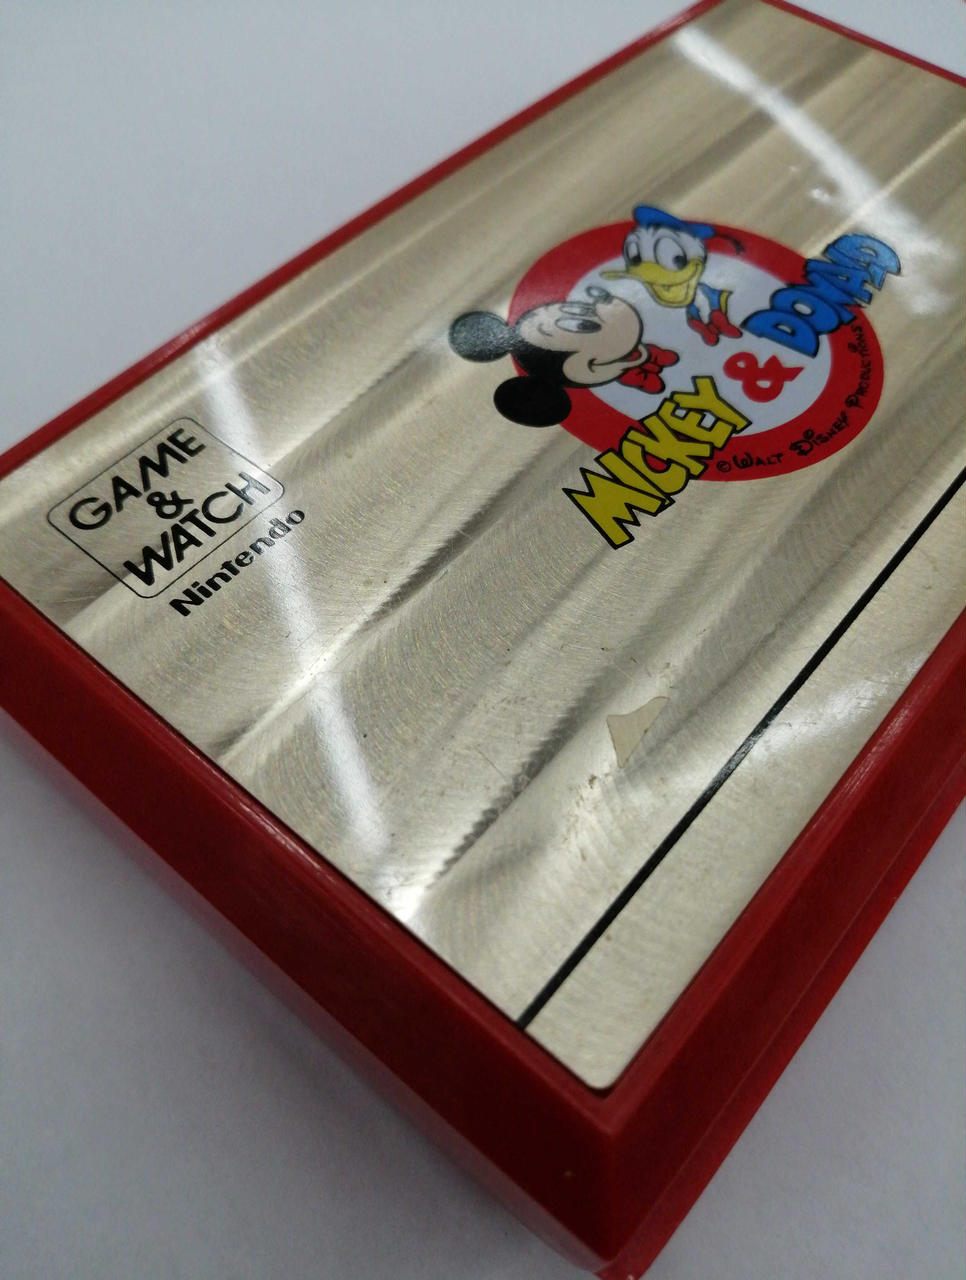 GAME
&
WATCH
Nintendo
MICKEY & DONALD
© WALT DISNEY PRODUCTIONS